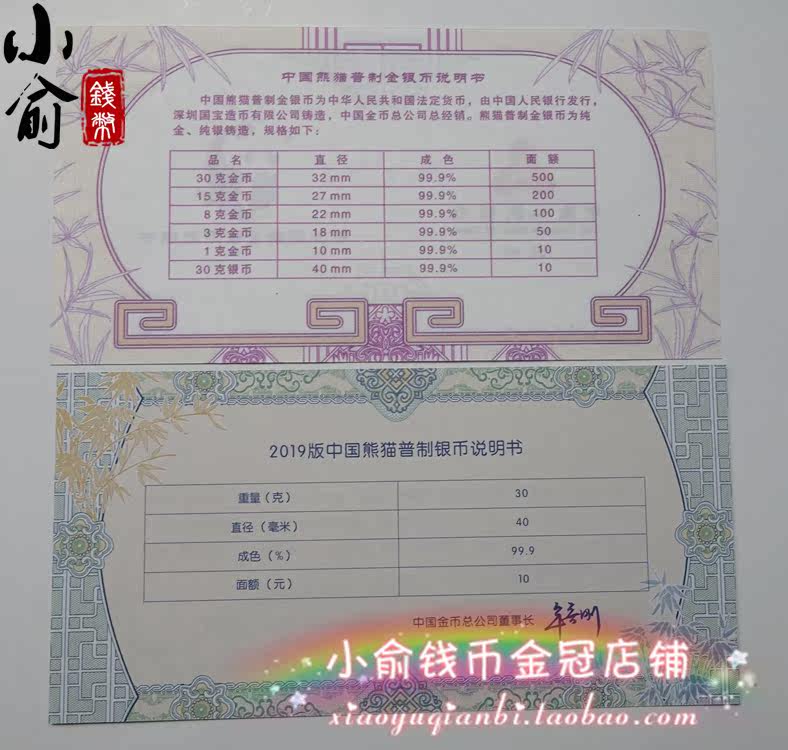 小俞
錢幣
中国熊猫普制金银币说明书
中国熊猫普制金银币为中华人民共和国法定货币，由中国人民银行发行，
深圳国宝造币有限公司铸造，中国金币总公司总经销。熊猫普制金银币为纯
金、纯银铸造，规格如下：
品名 直径 成色 面额
30克金币 32mm 99.9% 500
15克金币 27mm 99.9% 200
8克金币 22mm 99.9% 100
3克金币 18mm 99.9% 50
1克金币 10mm 99.9% 10
30克银币 40mm 99.9% 10
2019版中国熊猫普制银币说明书
重量（克） 30
直径（毫米） 40
成色（%） 99.9
面额（元） 10
中国金币总公司董事长
小俞钱币金冠店铺
xiaoyuqianbi.taobao.com